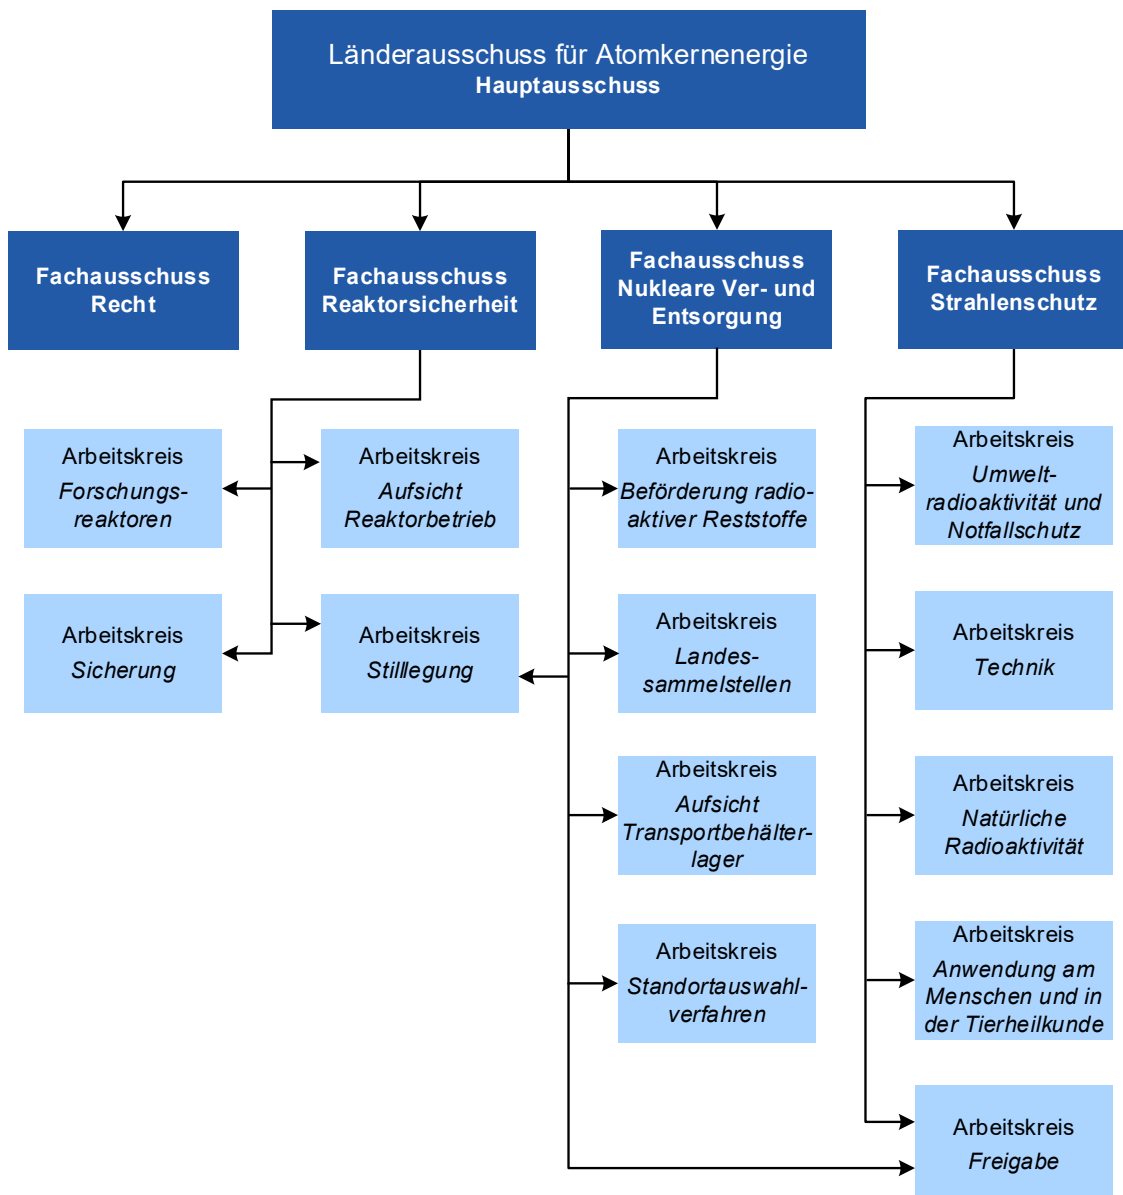 Länderausschuss für Atomkernenergie
Hauptausschuss
Fachausschuss
Recht
Fachausschuss
Reaktorsicherheit
Fachausschuss
Nukleare Ver- und
Entsorgung
Fachausschuss
Strahlenschutz
Arbeitskreis
Forschungs-
reaktoren
Arbeitskreis
Aufsicht
Reaktorbetrieb
Arbeitskreis
Beförderung radio-
aktiver Reststoffe
Arbeitskreis
Umwelt-
radioaktivität und
Notfallschutz
Arbeitskreis
Sicherung
Arbeitskreis
Stilllegung
Arbeitskreis
Landes-
sammelstellen
Arbeitskreis
Technik
Arbeitskreis
Aufsicht
Transportbehälter-
lager
Arbeitskreis
Natürliche
Radioaktivität
Arbeitskreis
Standortauswahl-
verfahren
Arbeitskreis
Anwendung am
Menschen und in
der Tierheilkunde
Arbeitskreis
Freigabe